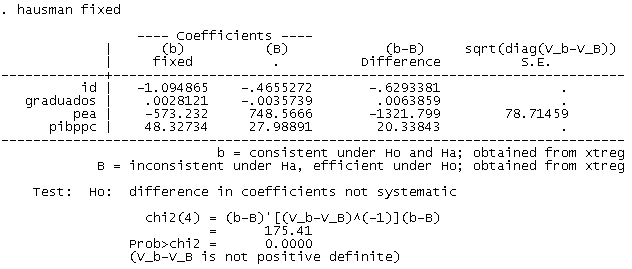 . hausman fixed
---- Coefficients ----
| (b) (B) (b-B) sqrt(diag(V_b-V_B))
| fixed . Difference S.E.
-------------+----------------------------------------------------------------
id | -1.094865 -.4655272 -.6293381 .
graduados | .0028121 -.0035739 .0063859 .
pea | -573.232 748.5666 -1321.799 78.71459
pibppc | 48.32734 27.98891 20.33843 .
------------------------------------------------------------------------------
b = consistent under Ho and Ha; obtained from xtreg
B = inconsistent under Ha, efficient under Ho; obtained from xtreg
Test: Ho: difference in coefficients not systematic
chi2(4) = (b-B)'[(V_b-V_B)^(-1)](b-B)
= 175.41
Prob>chi2 = 0.0000
(V_b-V_B is not positive definite)